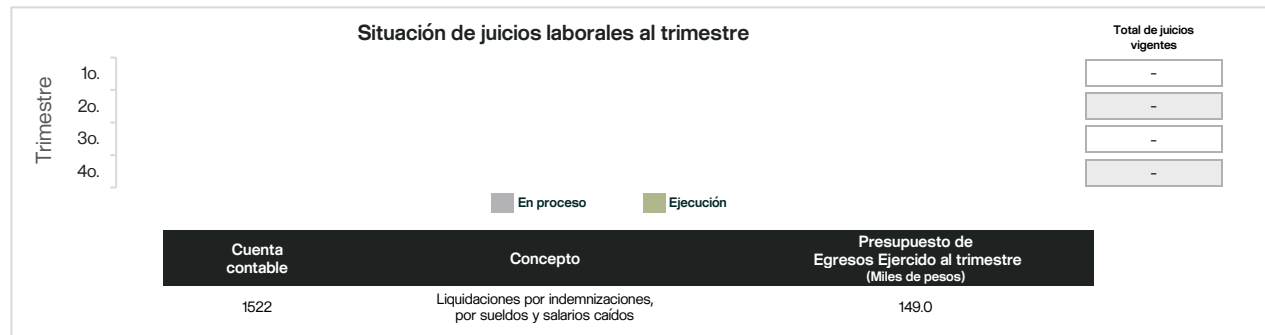 Situación de juicios laborales al trimestre
Total de juicios
vigentes
Trimestre
1o.
-
2o.
-
3o.
-
4o.
-
En proceso
Ejecución
Cuenta
contable
Concepto
Presupuesto de
Egresos Ejercido al trimestre
(Miles de pesos)
1522
Liquidaciones por indemnizaciones,
por sueldos y salarios caídos
149.0